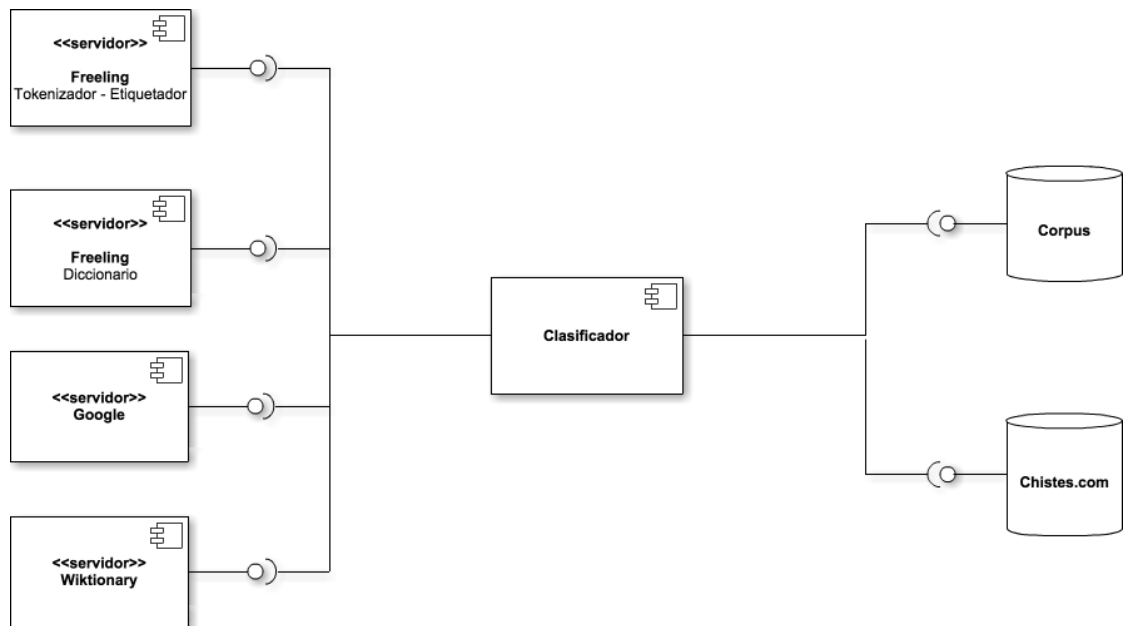 <<servidor>>
Freeling
Tokenizador - Etiquetador
<<servidor>>
Freeling
Diccionario
<<servidor>>
Google
<<servidor>>
Wiktionary
Clasificador
Corpus
Chistes.com